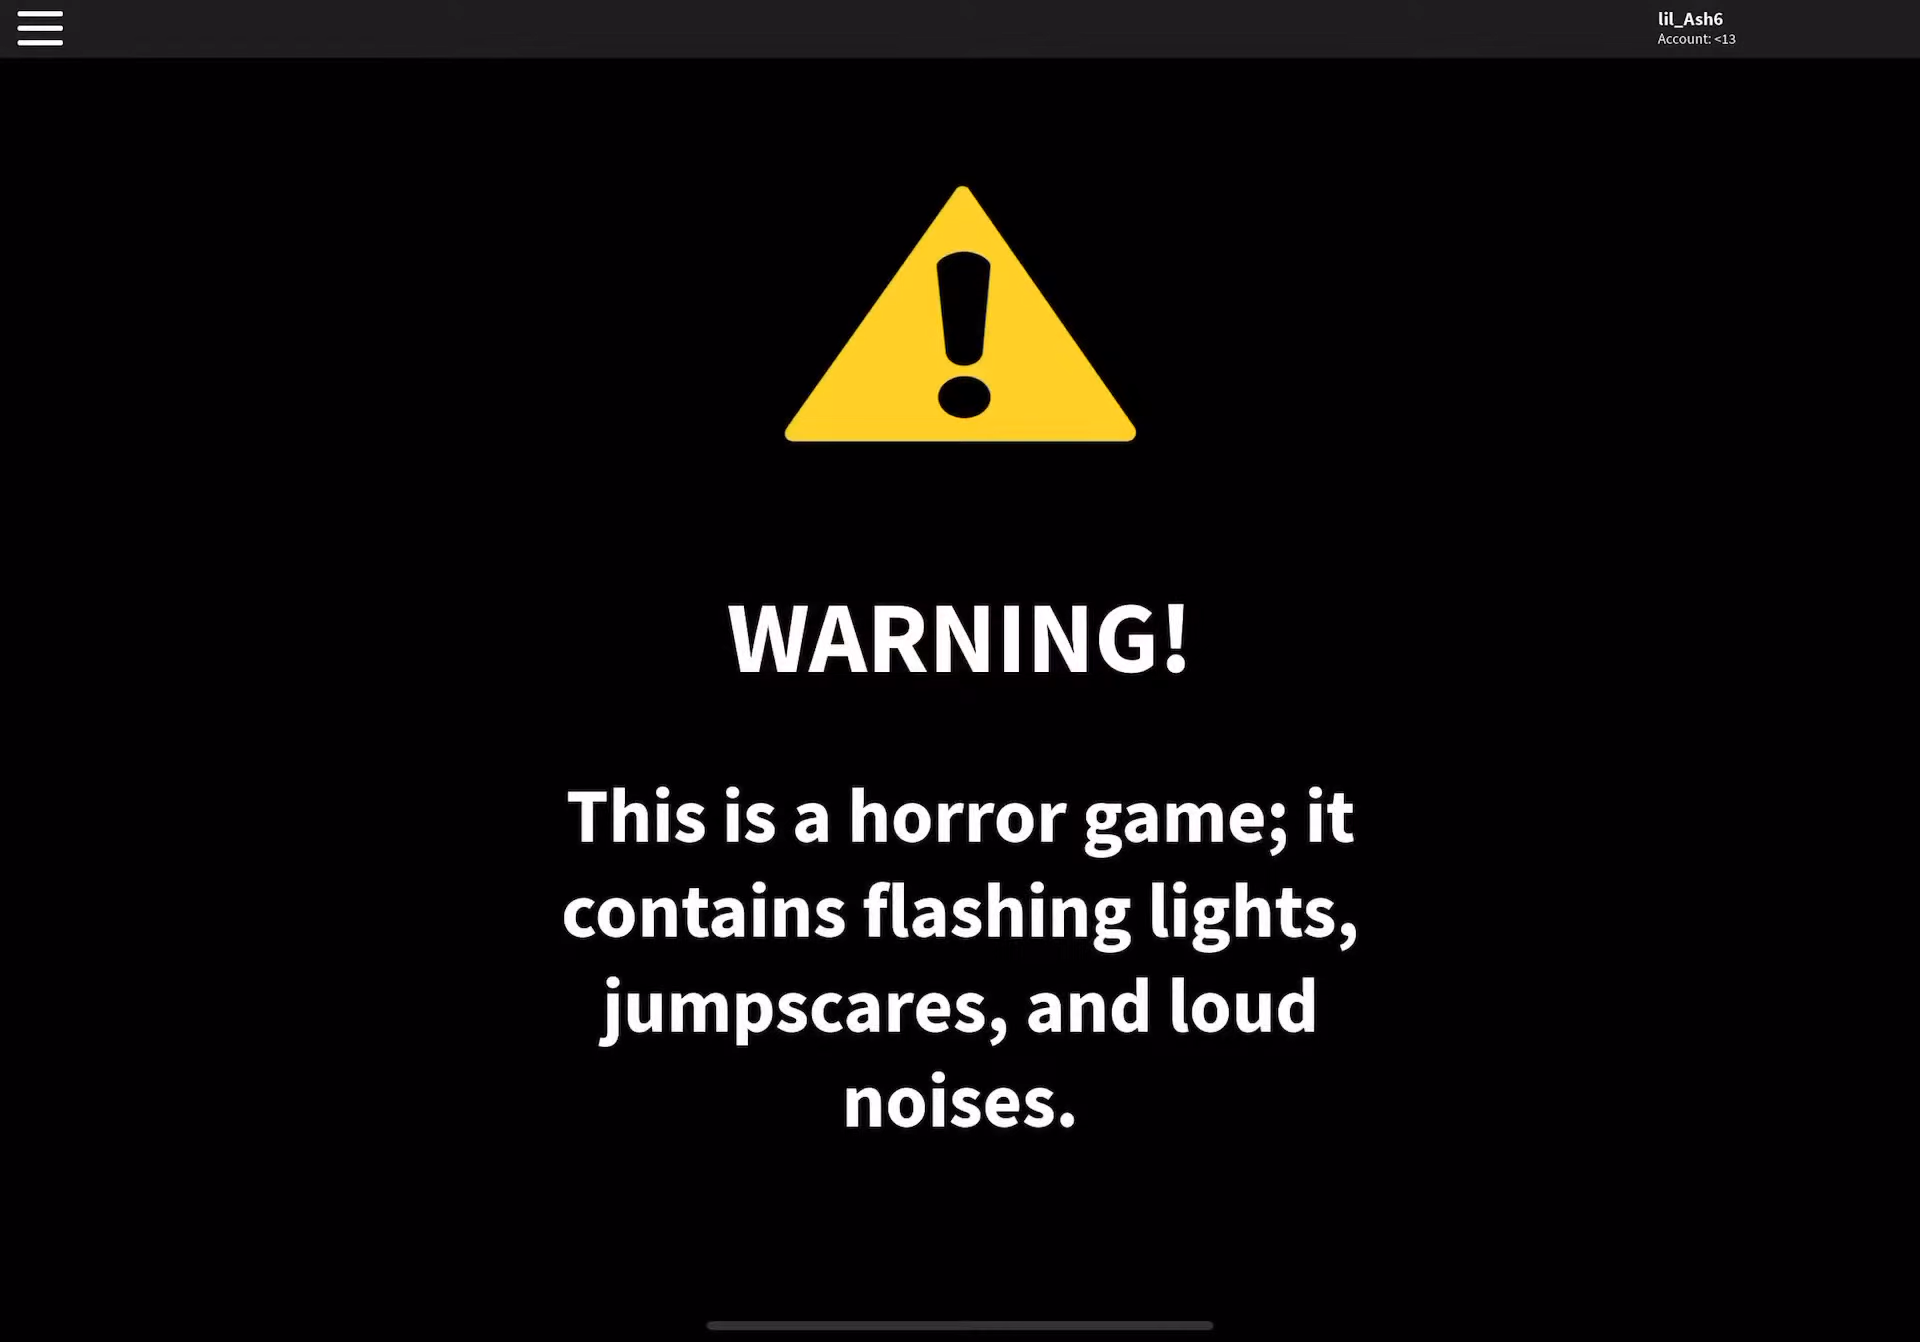 lil_Ash6
Account: <13
WARNING!
This is a horror game; it
contains flashing lights,
jumpscares, and loud
noises.